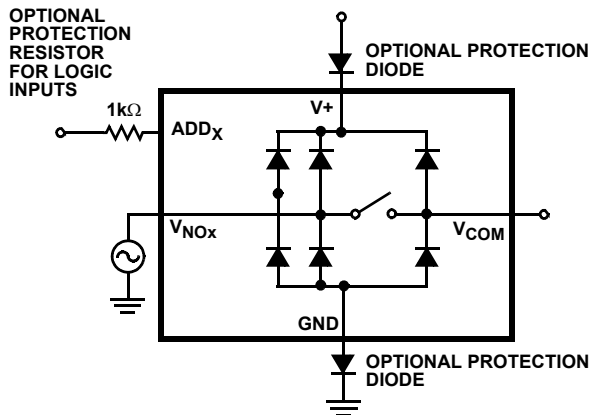 OPTIONAL
PROTECTION
RESISTOR
FOR LOGIC
INPUTS
OPTIONAL PROTECTION
DIODE
1kΩ
ADDX
V+
VNOx
VCOM
GND
OPTIONAL PROTECTION
DIODE